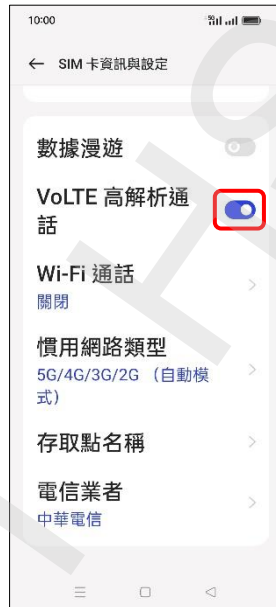 10:00
5G
← SIM 卡資訊與設定
數據漫遊
VoLTE 高解析通
話
Wi-Fi 通話
關閉
慣用網路類型
5G/4G/3G/2G （自動模
式）
存取點名稱
電信業者
中華電信